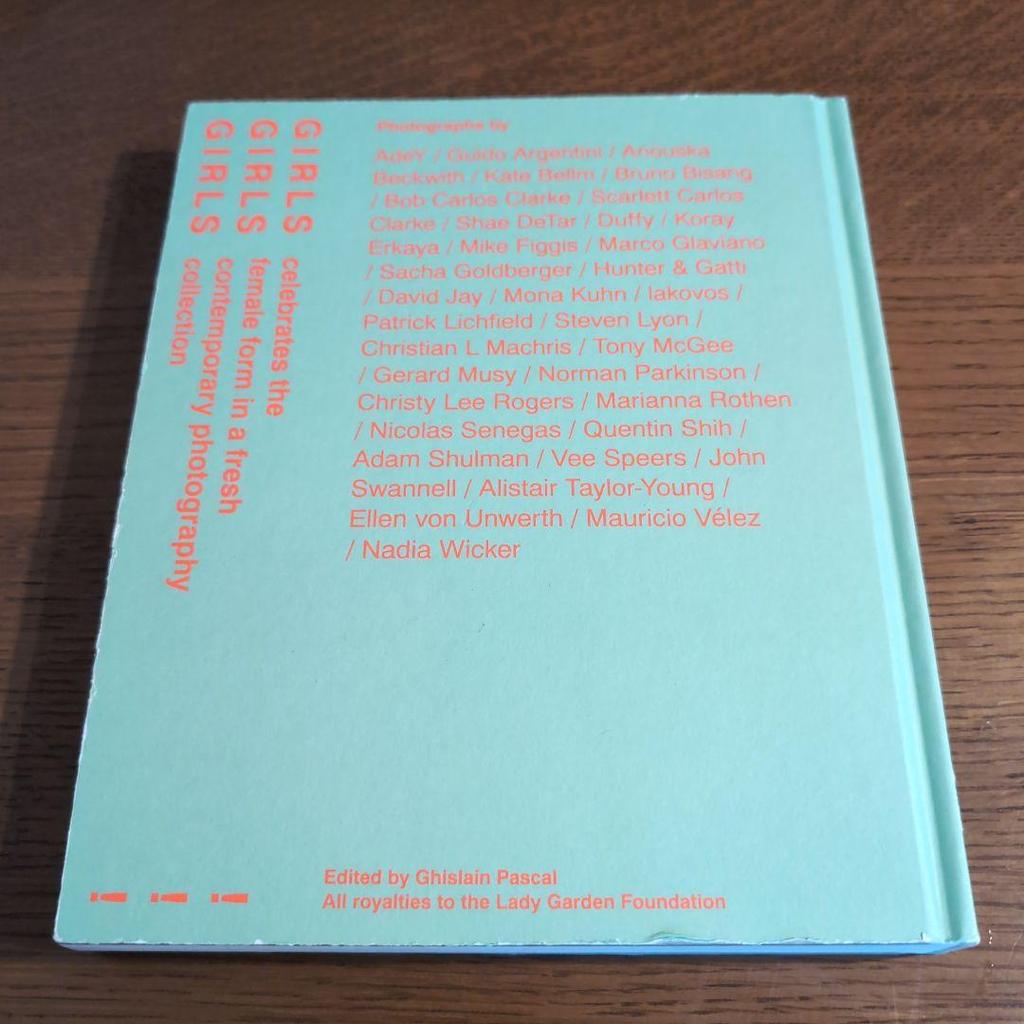 GIRLS
GIRLS
GIRLS
celebrates the
female form in a fresh
contemporary photography
collection
! ! !
Photographs by
AdeY / Guido Argentini / Anouska
Beckwith / Kate Bellm / Bruno Bisang
/ Bob Carlos Clarke / Scarlett Carlos
Clarke / Shae DeTar / Duffy / Koray
Erkaya / Mike Figgis / Marco Glaviano
/ Sacha Goldberger / Hunter & Gatti
/ David Jay / Mona Kuhn / Iakovos /
Patrick Lichfield / Steven Lyon /
Christian L Machris / Tony McGee
/ Gerard Musy / Norman Parkinson /
Christy Lee Rogers / Marianna Rothen
/ Nicolas Senegas / Quentin Shih /
Adam Shulman / Vee Speers / John
Swannell / Alistair Taylor-Young /
Ellen von Unwerth / Mauricio Vélez
/ Nadia Wicker
Edited by Ghislain Pascal
All royalties to the Lady Garden Foundation